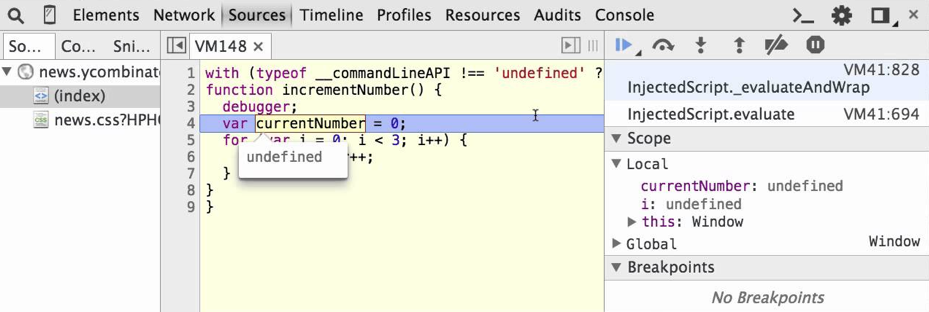 Elements Network Sources Timeline Profiles Resources Audits Console
So... Co... Sni...
VM148
news.ycombinate
(index)
news.css?HPHC
1 with (typeof __commandLineAPI !== 'undefined' ?
2 function incrementNumber() {
3 debugger;
4 var currentNumber = 0;
5 for var i = 0; i < 3; i++) {
undefined
6 ++;
7 }
8 }
9 }
VM41:828
InjectedScript._evaluateAndWrap
InjectedScript.evaluate VM41:694
Scope
Local
currentNumber: undefined
i: undefined
this: Window
Global Window
Breakpoints
No Breakpoints